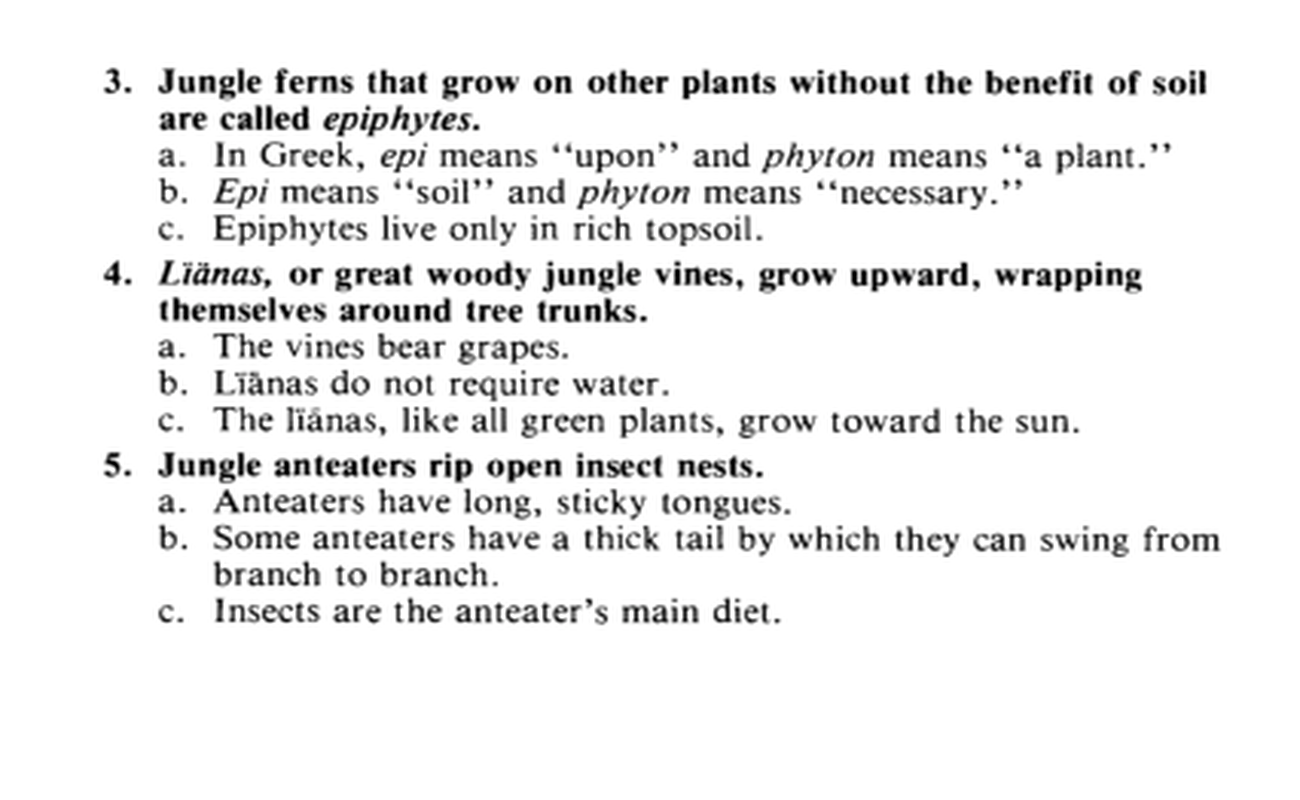 3. Jungle ferns that grow on other plants without the benefit of soil
are called epiphytes.
a. In Greek, epi means ‘‘upon’’ and phyton means ‘‘a plant.’’
b. Epi means ‘‘soil’’ and phyton means ‘‘necessary.’’
c. Epiphytes live only in rich topsoil.
4. Lïänas, or great woody jungle vines, grow upward, wrapping
themselves around tree trunks.
a. The vines bear grapes.
b. Lïänas do not require water.
c. The lïänas, like all green plants, grow toward the sun.
5. Jungle anteaters rip open insect nests.
a. Anteaters have long, sticky tongues.
b. Some anteaters have a thick tail by which they can swing from
branch to branch.
c. Insects are the anteater’s main diet.